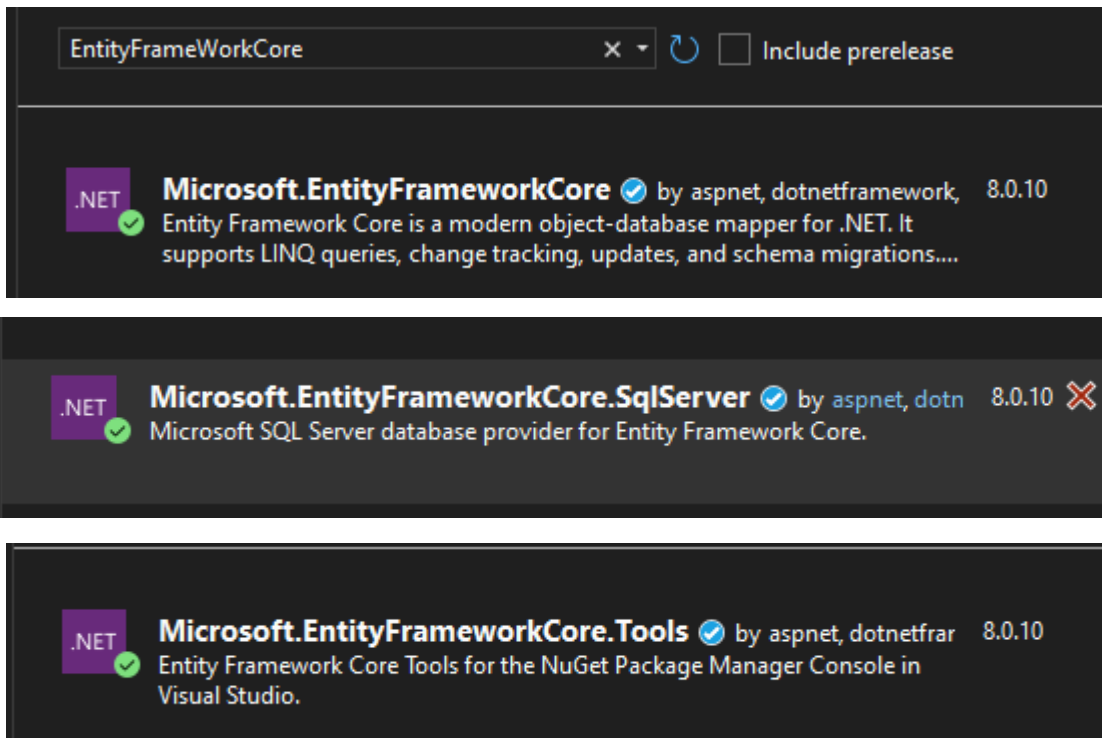 EntityFrameWorkCore
Include prerelease
.NET
Microsoft.EntityFrameworkCore by aspnet, dotnetframework, 8.0.10
Entity Framework Core is a modern object-database mapper for .NET. It
supports LINQ queries, change tracking, updates, and schema migrations....
.NET
Microsoft.EntityFrameworkCore.SqlServer by aspnet, dotn 8.0.10
Microsoft SQL Server database provider for Entity Framework Core.
.NET
Microsoft.EntityFrameworkCore.Tools by aspnet, dotnetfrar 8.0.10
Entity Framework Core Tools for the NuGet Package Manager Console in
Visual Studio.